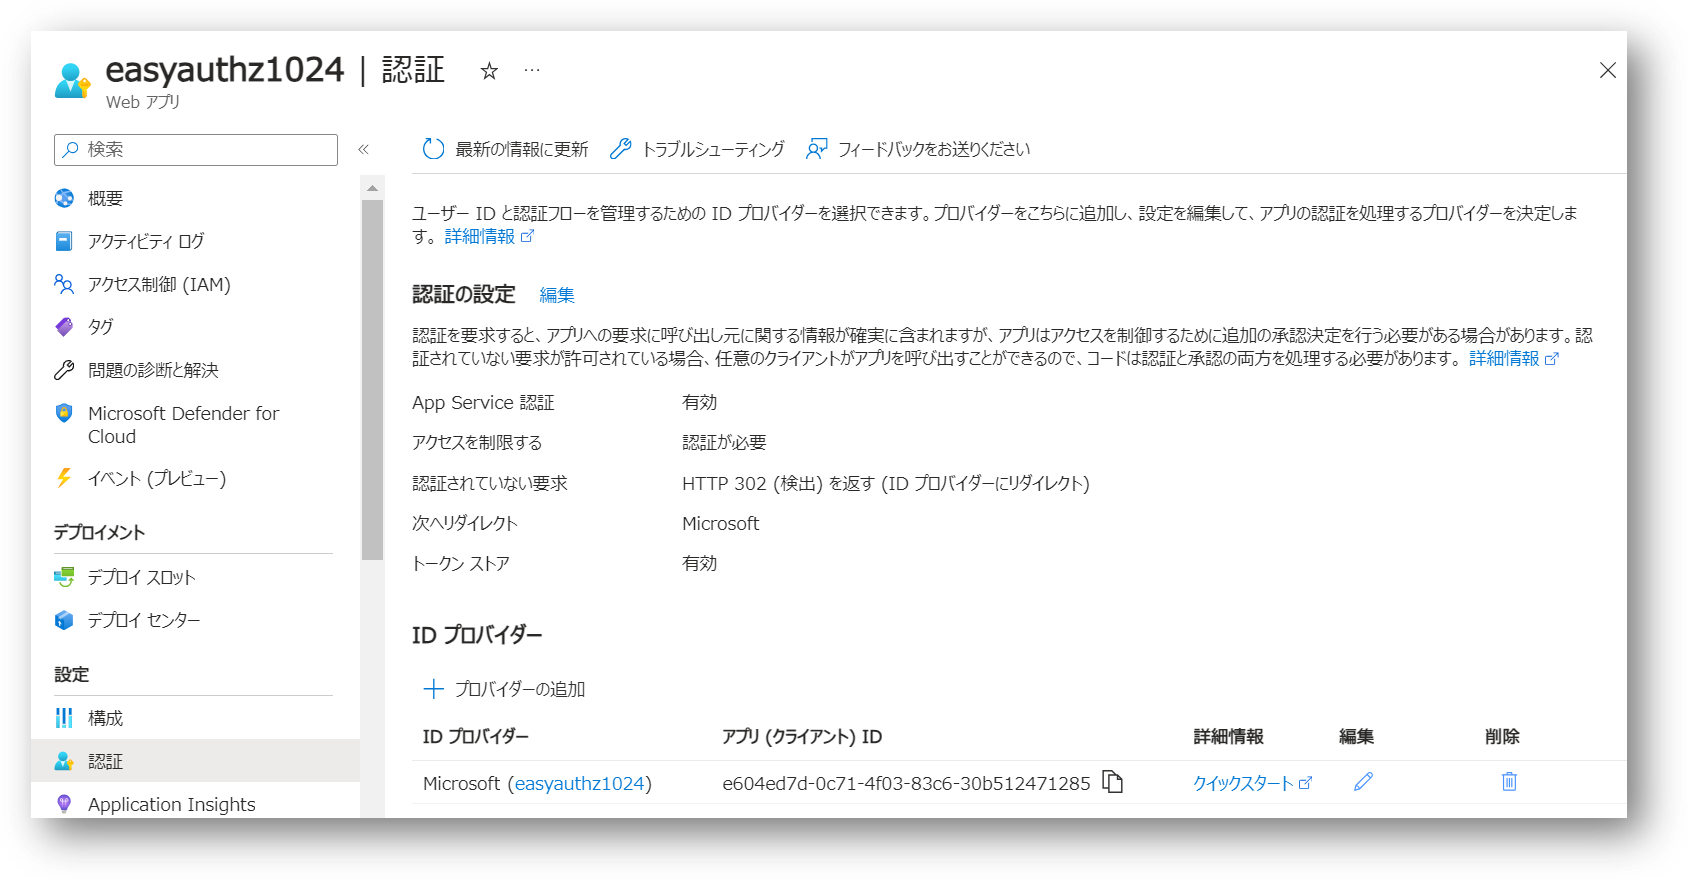 easyauthz1024 | 認証
Web アプリ
検索
概要
アクティビティ ログ
アクセス制御 (IAM)
タグ
問題の診断と解決
Microsoft Defender for
Cloud
イベント (プレビュー)
デプロイメント
デプロイ スロット
デプロイ センター
設定
構成
認証
Application Insights
最新の情報に更新 トラブルシューティング フィードバックをお送りください
ユーザー ID と認証フローを管理するための ID プロバイダーを選択できます。プロバイダーをこちらに追加し、設定を編集して、アプリの認証を処理するプロバイダーを決定しま
す。 詳細情報
認証の設定 編集
認証を要求すると、アプリへの要求に呼び出し元に関する情報が確実に含まれますが、アプリはアクセスを制御するために追加の承認決定を行う必要がある場合があります。認
証されていない要求が許可されている場合、任意のクライアントがアプリを呼び出すことができるので、コードは認証と承認の両方を処理する必要があります。 詳細情報
App Service 認証 有効
アクセスを制限する 認証が必要
認証されていない要求 HTTP 302 (検出) を返す (ID プロバイダーにリダイレクト)
次へリダイレクト Microsoft
トークン ストア 有効
ID プロバイダー
プロバイダーの追加
ID プロバイダー アプリ (クライアント) ID 詳細情報 編集 削除
Microsoft (easyauthz1024) e604ed7d-0c71-4f03-83c6-30b512471285 クイックスタート